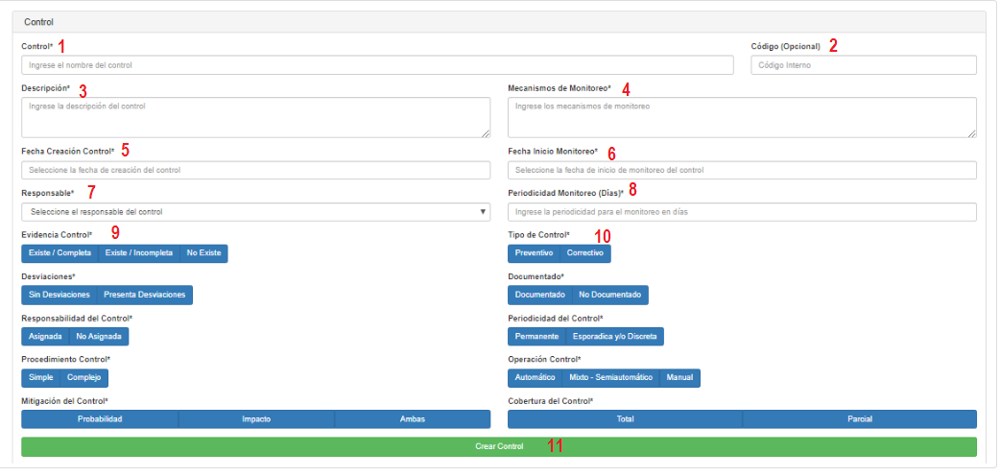 Control
Control* 1
Código (Opcional) 2
Ingrese el nombre del control
Código Interno
Descripción* 3
Mecanismos de Monitoreo* 4
Ingrese la descripción del control
Ingrese los mecanismos de monitoreo
Fecha Creación Control* 5
Fecha Inicio Monitoreo* 6
Seleccione la fecha de creación del control
Seleccione la fecha de inicio de monitoreo del control
Responsable* 7
Periodicidad Monitoreo (Días)* 8
Seleccione el responsable del control
Ingrese la periodicidad para el monitoreo en días
Evidencia Control* 9
Tipo de Control* 10
Existe / Completa Existe / Incompleta No Existe
Preventivo Correctivo
Desviaciones*
Documentado*
Sin Desviaciones Presenta Desviaciones
Documentado No Documentado
Responsabilidad del Control*
Periodicidad del Control*
Asignada No Asignada
Permanente Esporadica y/o Discreta
Procedimiento Control*
Operación Control*
Simple Complejo
Automático Mixto - Semiautomático Manual
Mitigación del Control*
Cobertura del Control*
Probabilidad Impacto Ambas
Total Parcial
Crear Control 11